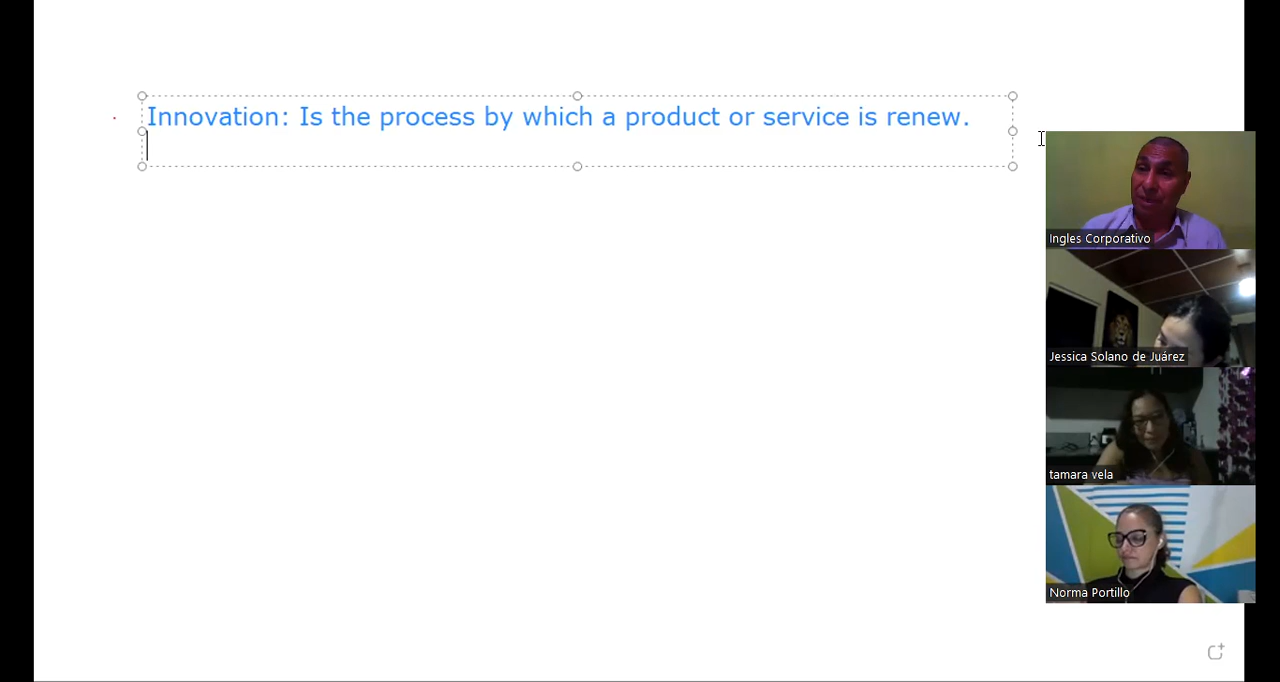 Innovation: Is the process by which a product or service is renew.
Ingles Corporativo
Jessica Solano de Juárez
tamara vela
Norma Portillo